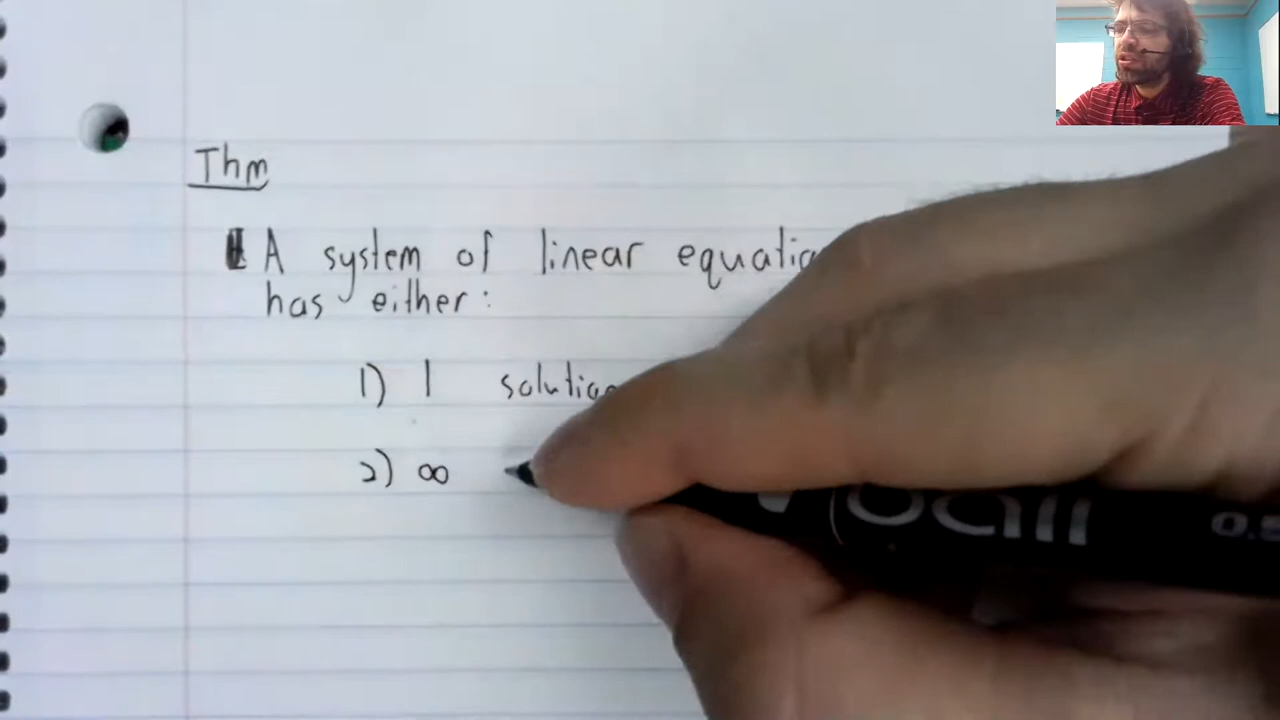 Thm
A system of linear
has either:
1) 1
2) ∞